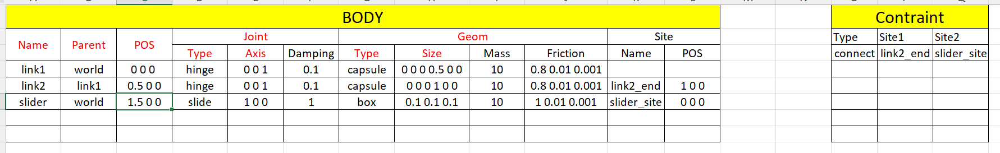 BODY Contraint
Joint Geom Site Type Site1 Site2
Name Parent POS
Type Axis Damping Type Size Mass Friction Name POS connect link2_end slider_site
link1 world 0 0 0 hinge 0 0 1 0.1 capsule 0 0 0 0.5 0 0 10 0.8 0.01 0.001
link2 link1 0.5 0 0 hinge 0 0 1 0.1 capsule 0 0 0 1 0 0 10 0.8 0.01 0.001 link2_end 1 0 0
slider world 1.5 0 0 slide 1 0 0 1 box 0.1 0.1 0.1 10 1 0.01 0.001 slider_site 0 0 0